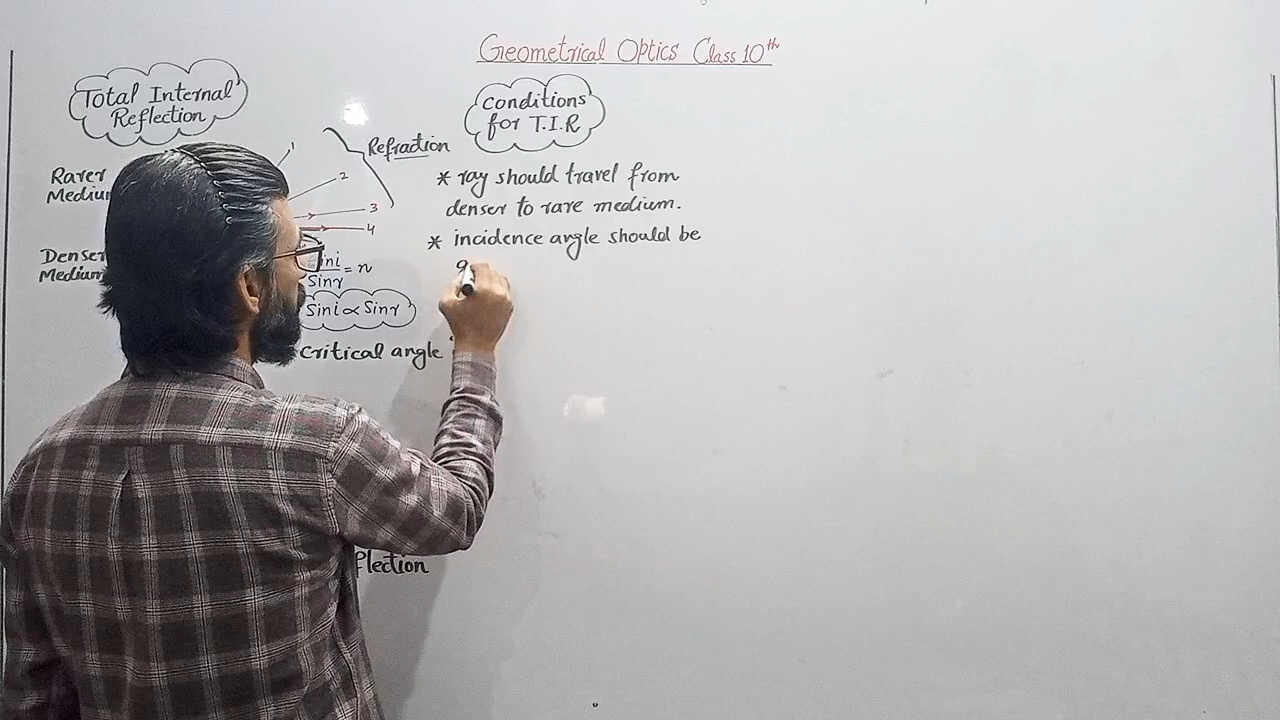 Geometrical Optics Class 10th
Total Internal
Reflection
Rarer
Medium
Denser
Medium
1
2
3
4
Refraction
Sini
Sinr
= n
Sini ∝ Sinr
critical angle
flection
Conditions
for T.I.R
* ray should travel from
denser to rare medium.
* incidence angle should be